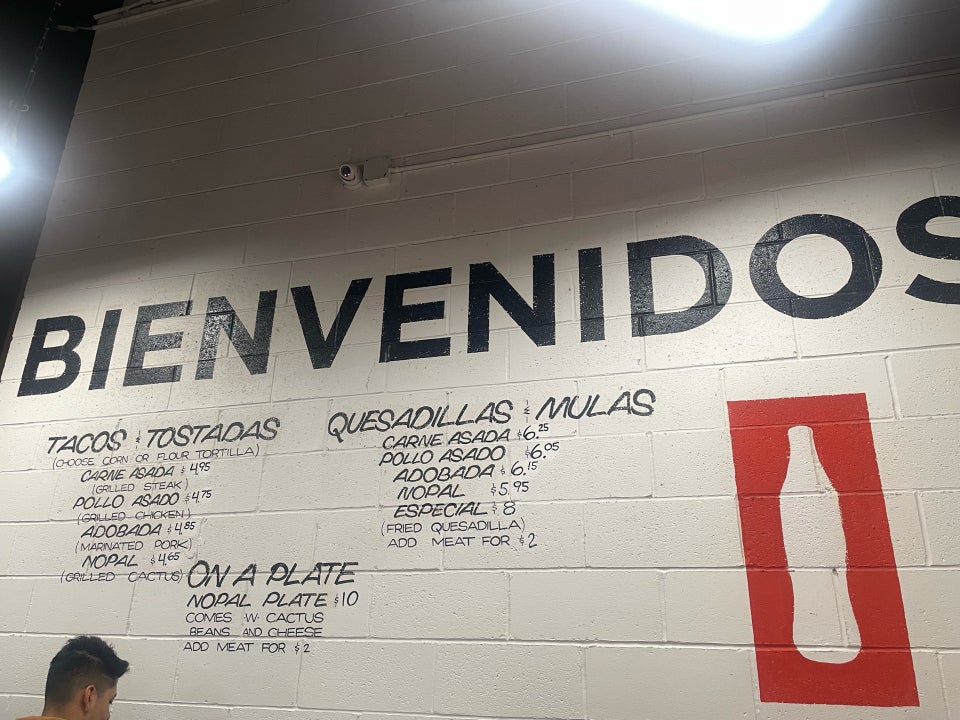 BIENVENIDOS
TACOS & TOSTADAS
(CHOOSE CORN OR FLOUR TORTILLA)
CARNE ASADA $4.95
(GRILLED STEAK)
POLLO ASADO $4.75
(GRILLED CHICKEN)
ADOBADA $4.85
(MARINATED PORK)
NOPAL $4.65
(GRILLED CACTUS)
QUESADILLAS & MULAS
CARNE ASADA $6.25
POLLO ASADO $6.05
ADOBADA $6.15
NOPAL $5.95
ESPECIAL $8
(FRIED QUESADILLA)
ADD MEAT FOR $2
ON A PLATE
NOPAL PLATE $10
COMES W. CACTUS
BEANS AND CHEESE
ADD MEAT FOR $2